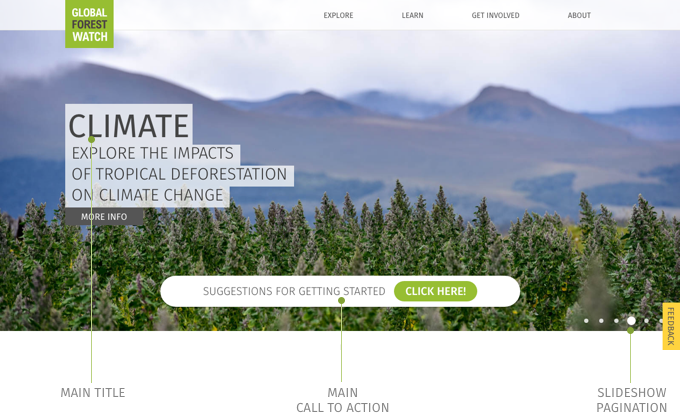 GLOBAL
FOREST
WATCH
EXPLORE
LEARN
GET INVOLVED
ABOUT
CLIMATE
EXPLORE THE IMPACTS
OF TROPICAL DEFORESTATION
ON CLIMATE CHANGE
MORE INFO
SUGGESTIONS FOR GETTING STARTED
CLICK HERE!
FEEDBACK
MAIN TITLE
MAIN
CALL TO ACTION
SLIDESHOW
PAGINATION